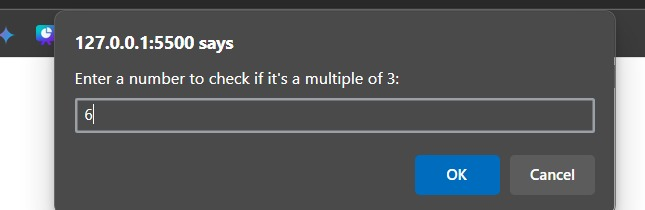 127.0.0.1:5500 says
Enter a number to check if it's a multiple of 3:
6
OK Cancel